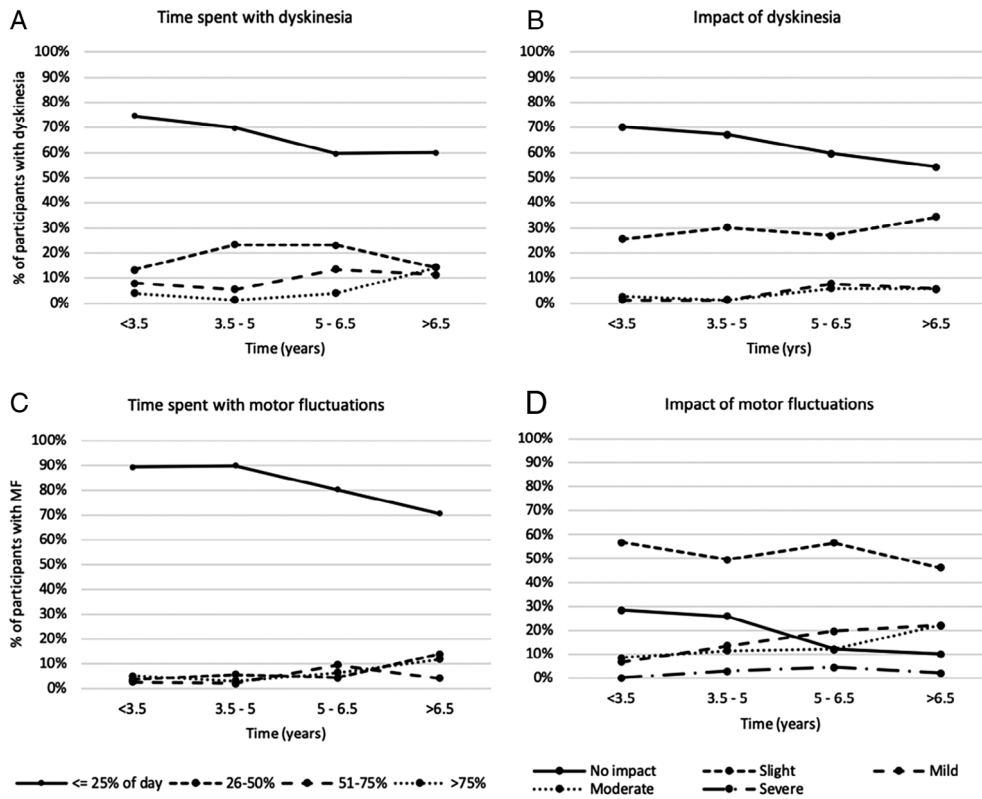 A
Time spent with dyskinesia
% of participants with dyskinesia
100%
90%
80%
70%
60%
50%
40%
30%
20%
10%
0%
<3.5 3.5 - 5 5 - 6.5 >6.5
Time (years)
B
Impact of dyskinesia
100%
90%
80%
70%
60%
50%
40%
30%
20%
10%
0%
<3.5 3.5 - 5 5 - 6.5 >6.5
Time (yrs)
C
Time spent with motor fluctuations
% of participants with MF
100%
90%
80%
70%
60%
50%
40%
30%
20%
10%
0%
<3.5 3.5 - 5 5 - 6.5 >6.5
Time (years)
<= 25% of day 26-50% 51-75% >75%
D
Impact of motor fluctuations
100%
90%
80%
70%
60%
50%
40%
30%
20%
10%
0%
<3.5 3.5 - 5 5 - 6.5 >6.5
Time (years)
No impact Slight Mild
Moderate Severe